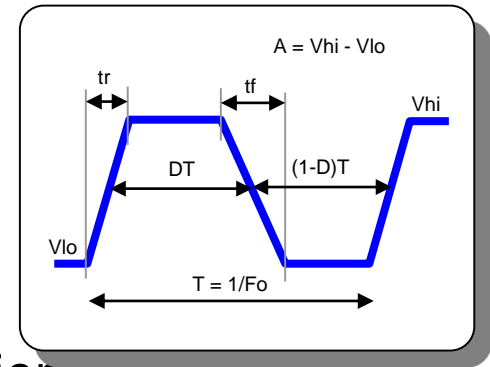 A = Vhi - Vlo
tr
tf
Vhi
DT
(1-D)T
Vlo
T = 1/Fo